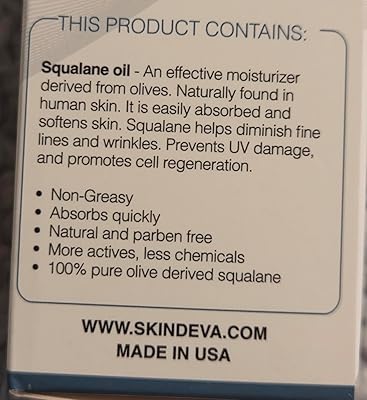 THIS PRODUCT CONTAINS:
Squalane oil - An effective moisturizer
derived from olives. Naturally found in
human skin. It is easily absorbed and
softens skin. Squalane helps diminish fine
lines and wrinkles. Prevents UV damage,
and promotes cell regeneration.
• Non-Greasy
• Absorbs quickly
• Natural and parben free
• More actives, less chemicals
• 100% pure olive derived squalane
WWW.SKINDEVA.COM
MADE IN USA